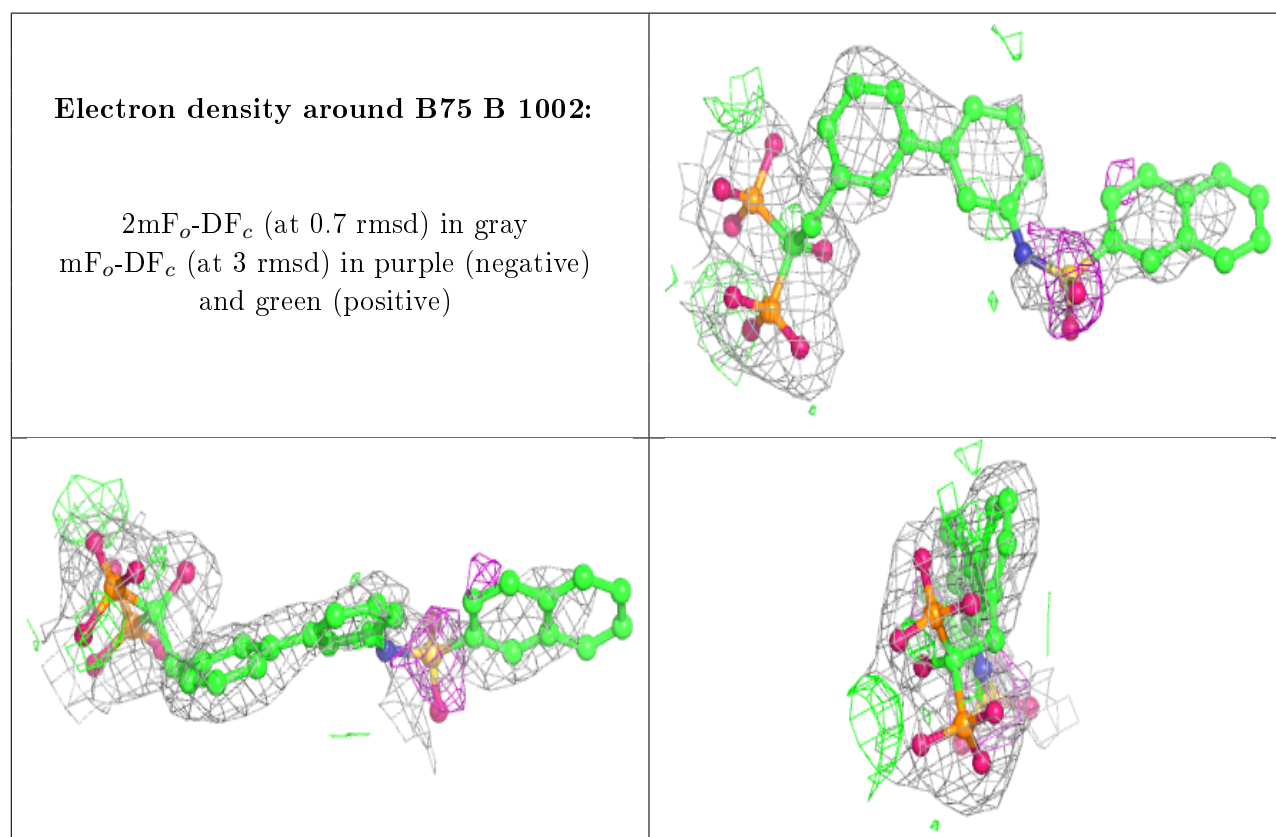 Electron density around B75 B 1002:
2mFo-DFc (at 0.7 rmsd) in gray
mFo-DFc (at 3 rmsd) in purple (negative)
and green (positive)